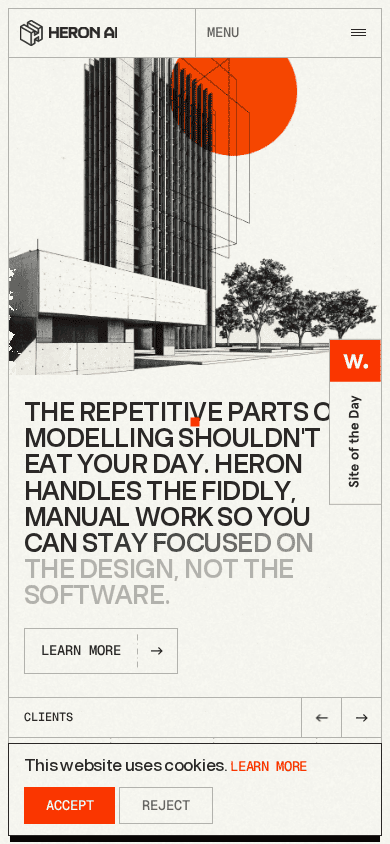 HERON AI
MENU
W.
Site of the Day
THE REPETITIVE PARTS O
MODELLING SHOULDN'T
EAT YOUR DAY. HERON
HANDLES THE FIDDLY,
MANUAL WORK SO YOU
CAN STAY FOCUSED ON
THE DESIGN, NOT THE
SOFTWARE.
LEARN MORE →
CLIENTS ← →
This website uses cookies. LEARN MORE
ACCEPT REJECT